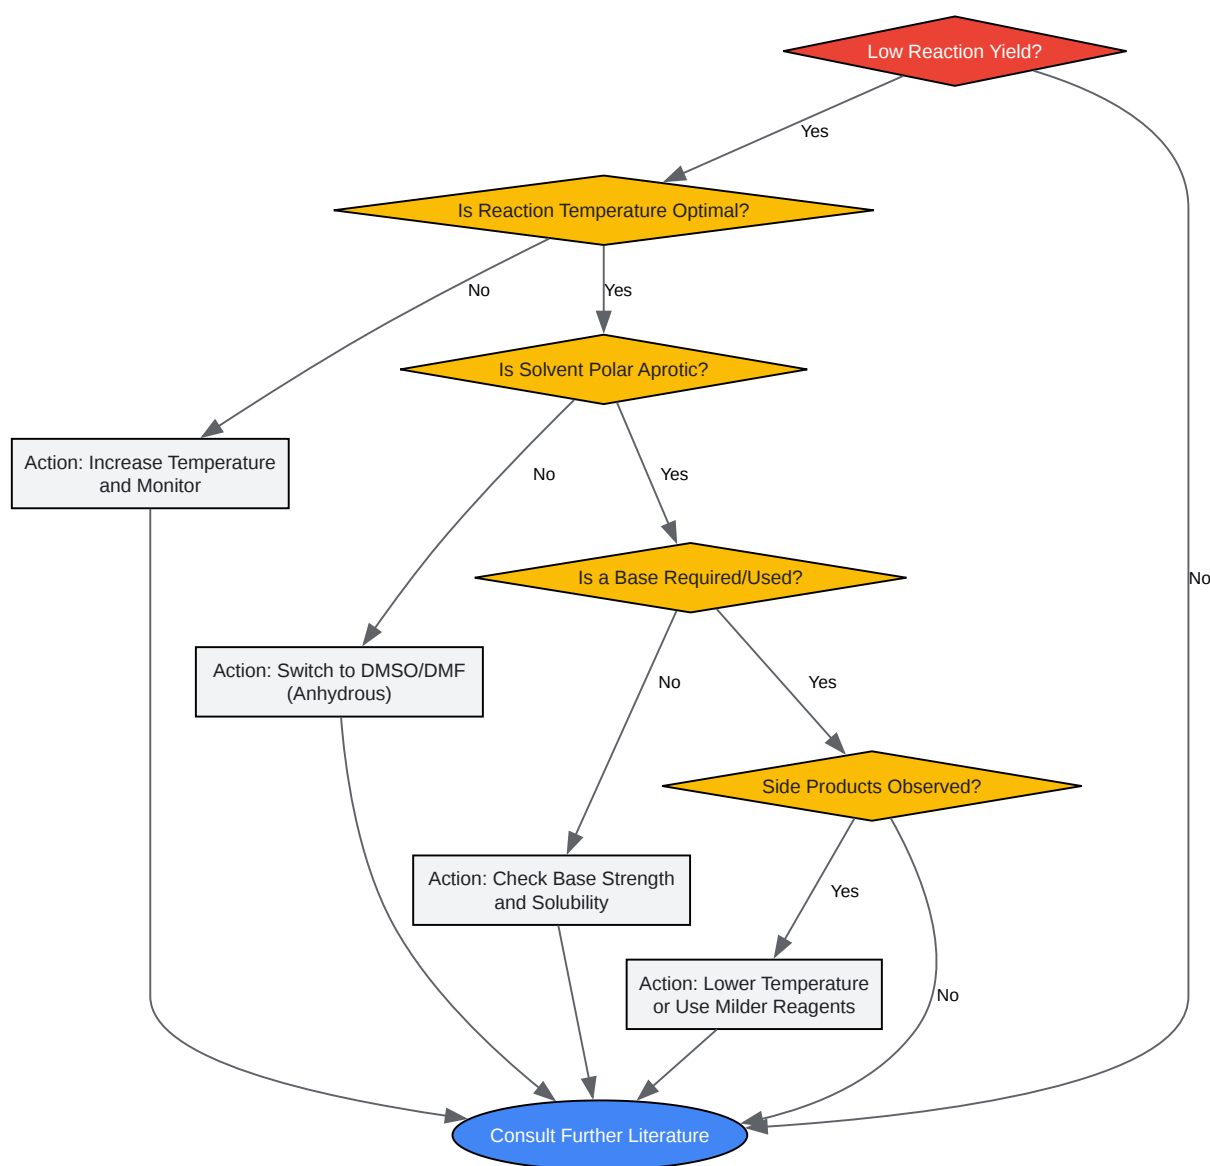 Low Reaction Yield?
Yes
Is Reaction Temperature Optimal?
No
Yes
Is Solvent Polar Aprotic?
Action: Increase Temperature
and Monitor
No
Yes
Is a Base Required/Used?
No
Action: Switch to DMSO/DMF
(Anhydrous)
No
Yes
Side Products Observed?
Action: Check Base Strength
and Solubility
Yes
Action: Lower Temperature
or Use Milder Reagents
No
Consult Further Literature